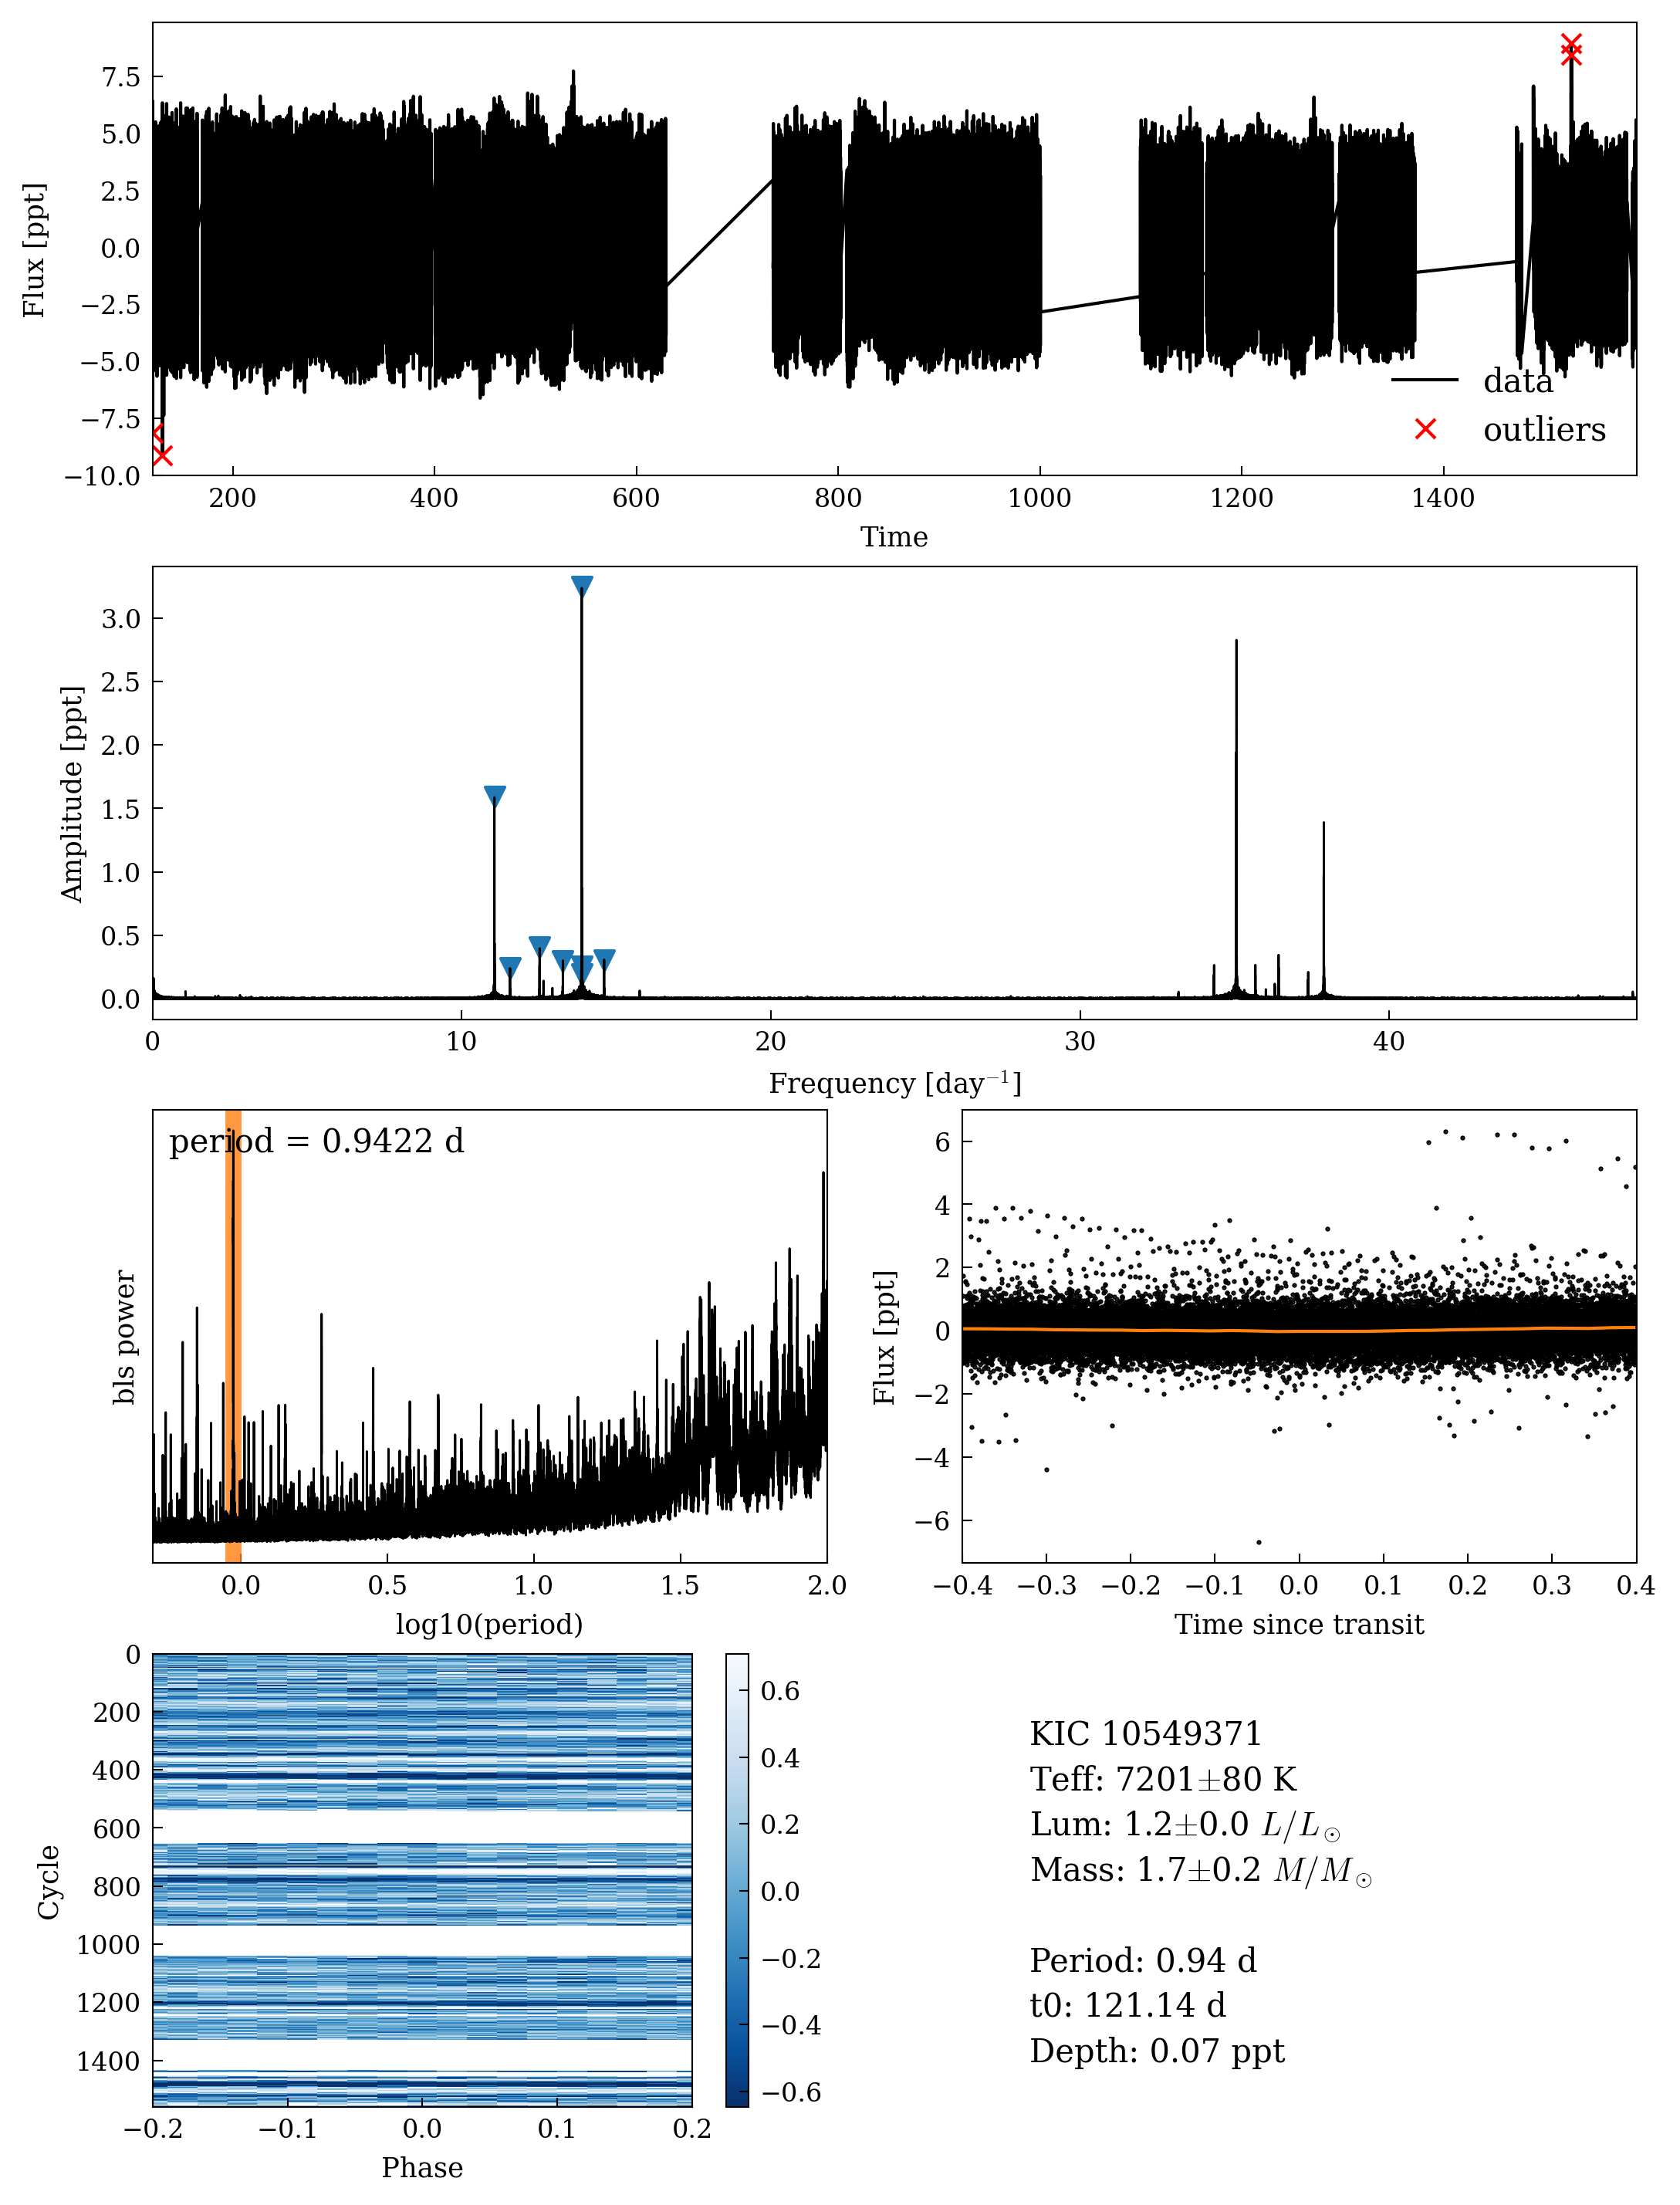 7.5
5.0
2.5
0.0
−2.5
−5.0
−7.5
−10.0
Flux [ppt]
data
outliers
200 400 600 800 1000 1200 1400
Time
3.0
2.5
2.0
1.5
1.0
0.5
0.0
Amplitude [ppt]
0 10 20 30 40
Frequency [day⁻¹]
period = 0.9422 d
bls power
0.0 0.5 1.0 1.5 2.0
log10(period)
6
4
2
0
−2
−4
−6
Flux [ppt]
−0.4 −0.3 −0.2 −0.1 0.0 0.1 0.2 0.3 0.4
Time since transit
0
200
400
600
800
1000
1200
1400
Cycle
−0.2 −0.1 0.0 0.1 0.2
Phase
0.6
0.4
0.2
0.0
−0.2
−0.4
−0.6
KIC 10549371
Teff: 7201±80 K
Lum: 1.2±0.0 L/L☉
Mass: 1.7±0.2 M/M☉
Period: 0.94 d
t0: 121.14 d
Depth: 0.07 ppt